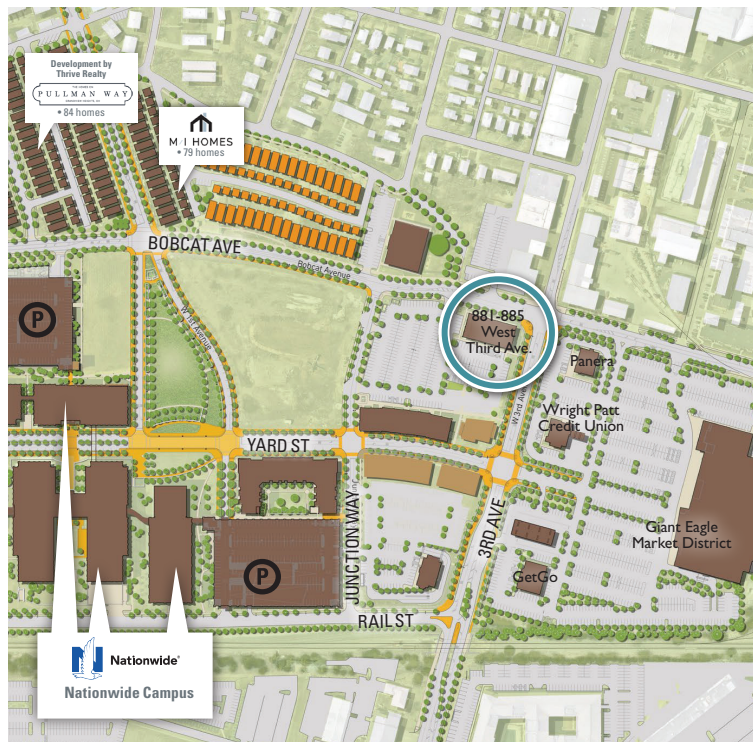 Development by
Thrive Realty
PULLMAN WAY
• 84 homes
M/I HOMES
• 79 homes
BOBCAT AVE
Bobcat Avenue
W 1st Avenue
881-885
West
Third Ave.
P
Panera
W 3rd Ave
Wright Patt
Credit Union
YARD ST
Giant Eagle
Market District
JUNCTION WAY
3RD AVE
P
GetGo
RAIL ST
Nationwide®
Nationwide Campus